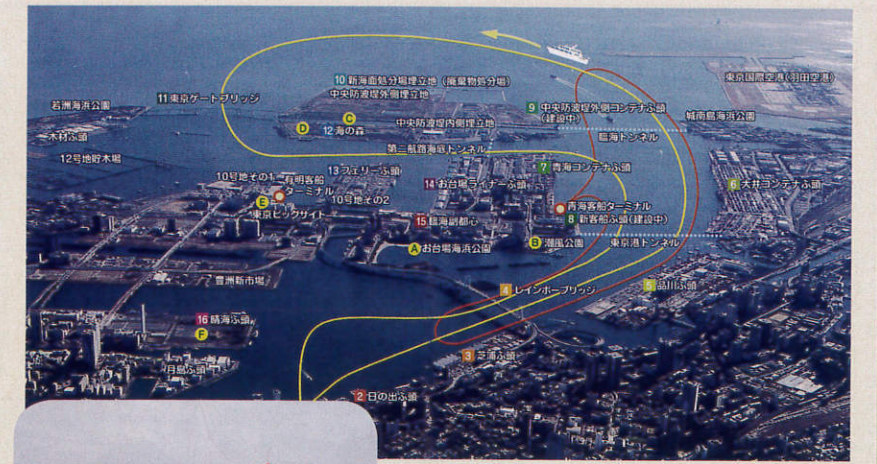 東京国際空港(羽田空港)
10 新海面処分場埋立地(廃棄物処分場)
中央防波堤外側埋立地
11 東京ゲートブリッジ
若洲海浜公園
9 中央防波堤外側コンテナふ頭
(建設中)
城南島海浜公園
C
D
12 海の森
中央防波堤内側埋立地
臨海トンネル
木材ふ頭
第二航路海底トンネル
12号地貯木場
7 青海コンテナふ頭
13 フェリーふ頭
10号地その1
有明客船
ターミナル
14 お台場ライナーふ頭
6 大井コンテナふ頭
10号地その2
E
東京ビッグサイト
青海客船ターミナル
8 新客船ふ頭(建設中)
15 臨海副都心
A お台場海浜公園
B 潮風公園
東京港トンネル
豊洲新市場
4 レインボーブリッジ
5 品川ふ頭
16 晴海ふ頭
F
3 芝浦ふ頭
月島ふ頭
2 日の出ふ頭